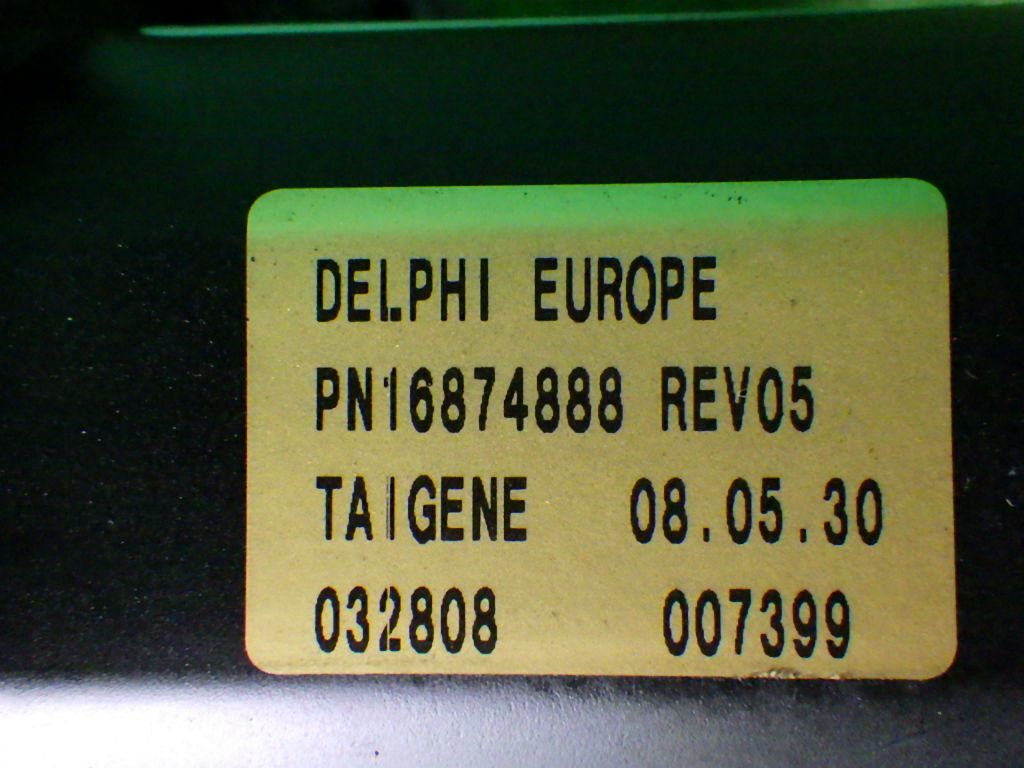 DELPHI EUROPE
PN16874888 REV05
TAIGENE 08.05.30
032808 007399